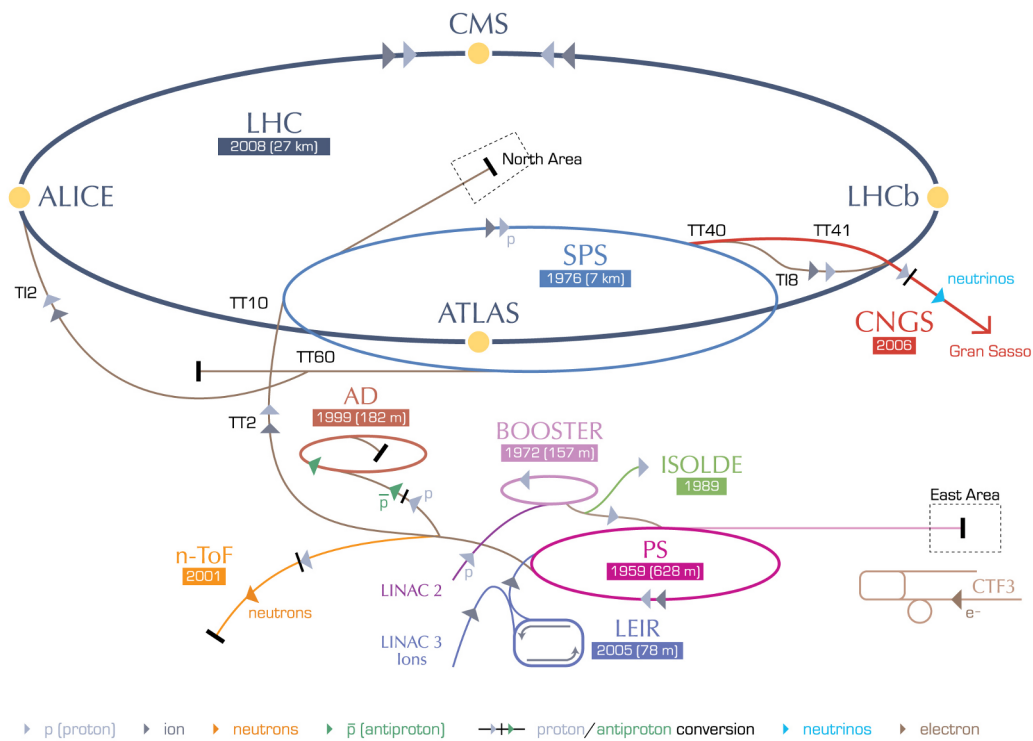 CMS
LHC
2008 (27 km)
North Area
ALICE
LHCb
TT40
TT41
SPS
1976 (7 km)
p
TI2
TT10
TI8
neutrinos
ATLAS
CNGS
2006
Gran Sasso
TT60
AD
1999 (182 m)
TT2
BOOSTER
1972 (157 m)
ISOLDE
1989
p̅
p
East Area
n-ToF
2001
PS
1959 (628 m)
p
LINAC 2
neutrons
CTF3
e-
LEIR
2005 (78 m)
LINAC 3
Ions
p (proton)
ion
neutrons
p̅ (antiproton)
proton/antiproton conversion
neutrinos
electron